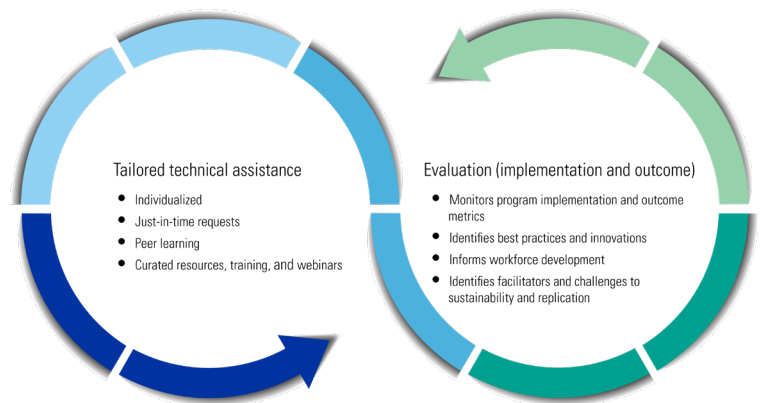 Tailored technical assistance
• Individualized
• Just-in-time requests
• Peer learning
• Curated resources, training, and webinars
Evaluation (implementation and outcome)
• Monitors program implementation and outcome
metrics
• Identifies best practices and innovations
• Informs workforce development
• Identifies facilitators and challenges to
sustainability and replication